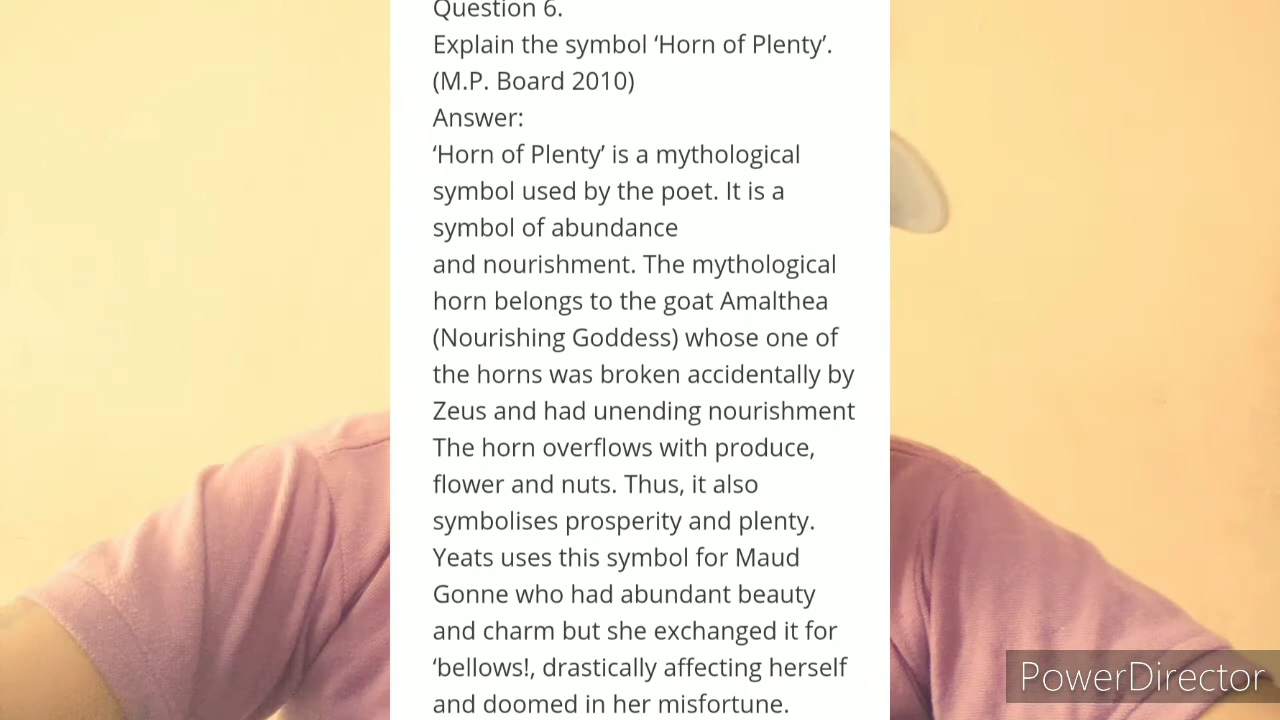 Question 6.
Explain the symbol ‘Horn of Plenty’.
(M.P. Board 2010)
Answer:
‘Horn of Plenty’ is a mythological
symbol used by the poet. It is a
symbol of abundance
and nourishment. The mythological
horn belongs to the goat Amalthea
(Nourishing Goddess) whose one of
the horns was broken accidentally by
Zeus and had unending nourishment
The horn overflows with produce,
flower and nuts. Thus, it also
symbolises prosperity and plenty.
Yeats uses this symbol for Maud
Gonne who had abundant beauty
and charm but she exchanged it for
‘bellows!, drastically affecting herself
and doomed in her misfortune.
PowerDirector